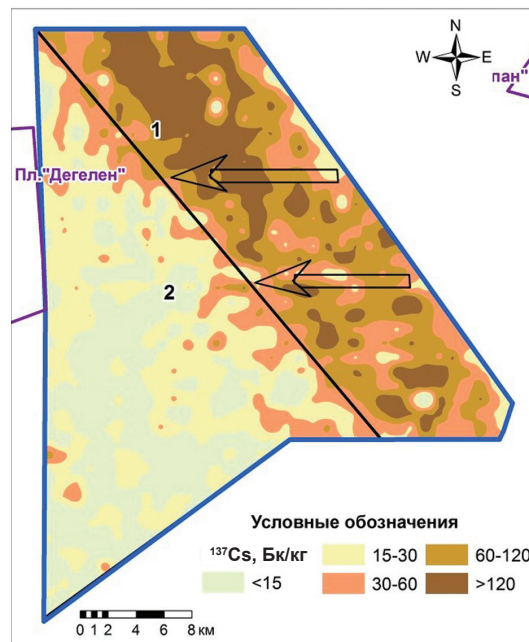 N
W E
S
пан"
1
Пл."Дегелен"
2
Условные обозначения
¹³⁷Cs, Бк/кг
<15
15-30
30-60
60-120
>120
0 1 2 4 6 8
км